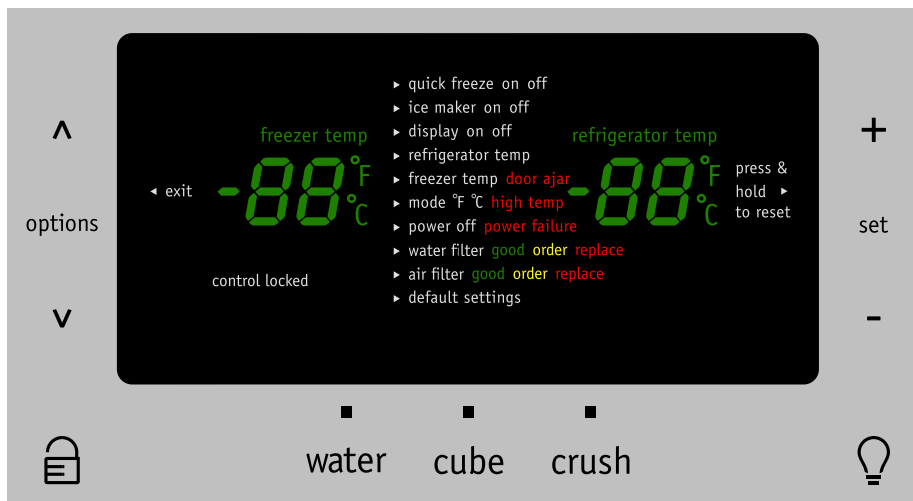 quick freeze on off
ice maker on off
display on off
freezer temp
refrigerator temp
refrigerator temp
-88 °F °C
-88 °F °C
freezer temp door ajar
mode °F °C high temp
power off power failure
water filter good order replace
air filter good order replace
default settings
exit
press &
hold
to reset
control locked
options
set
+
-
water cube crush